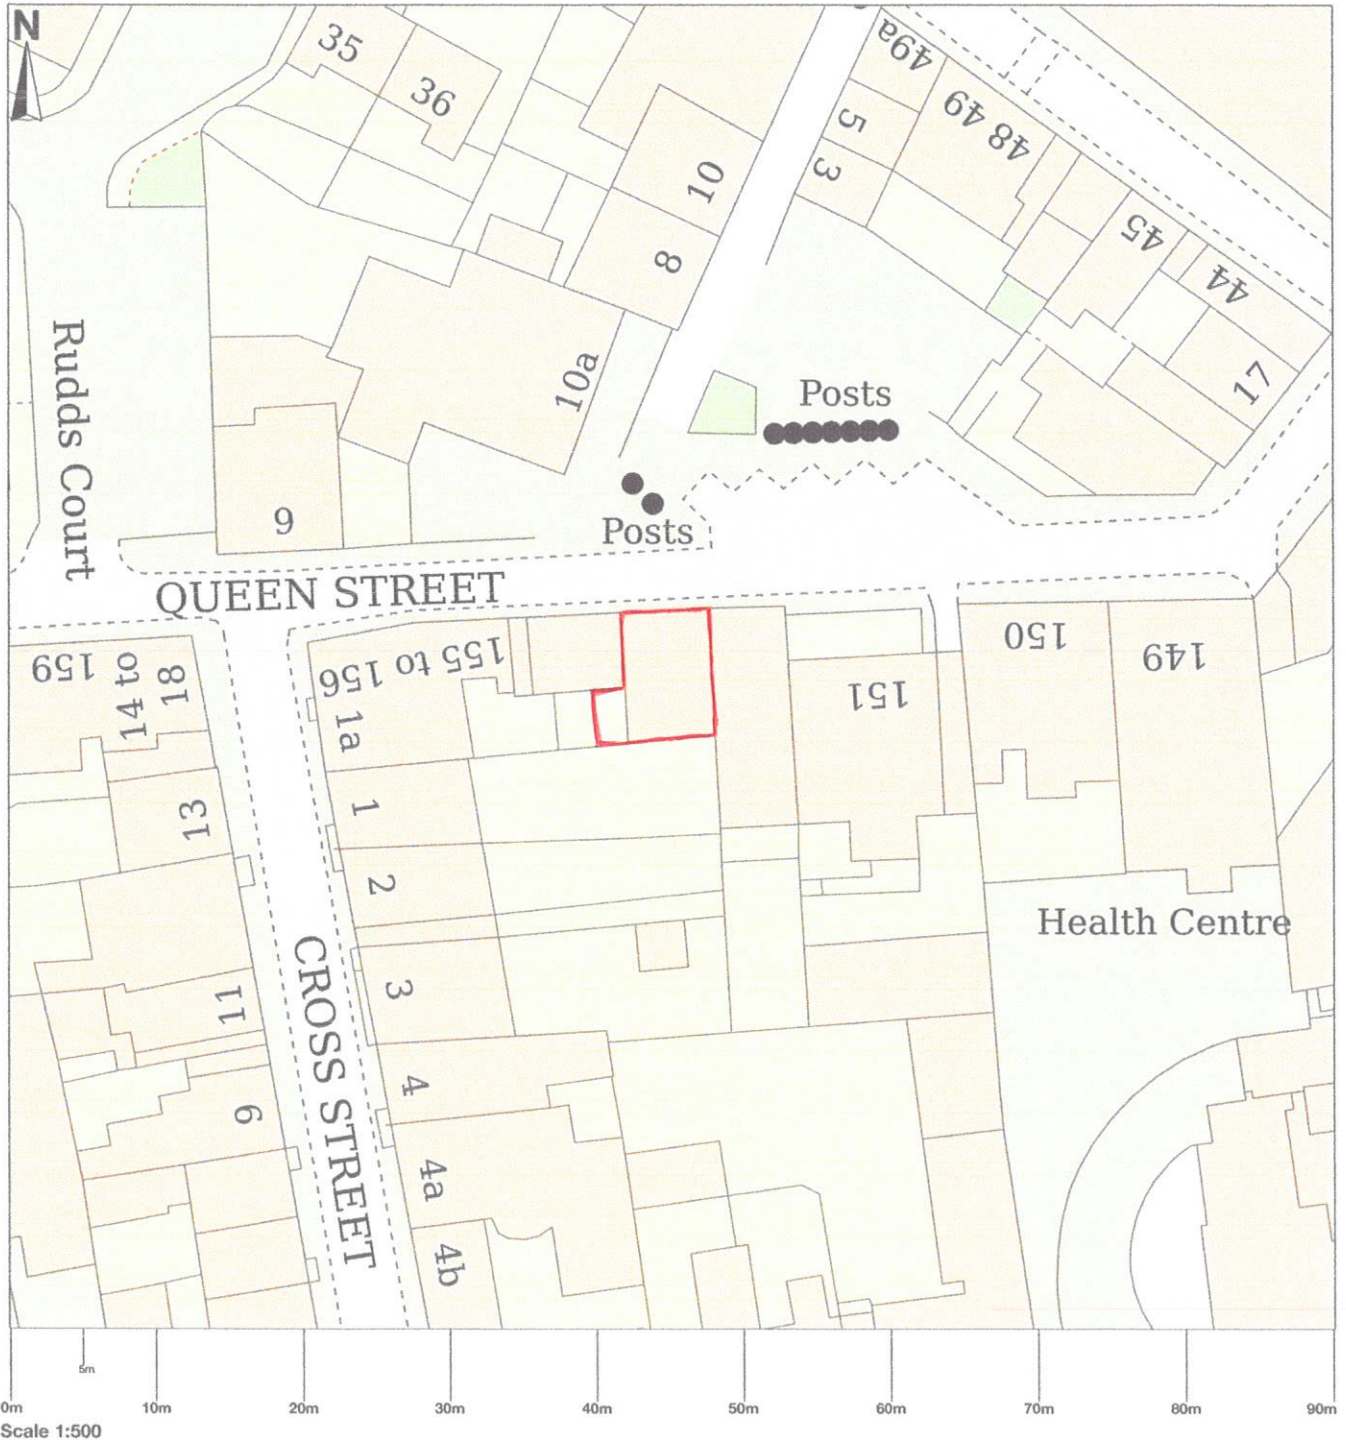 N
35
36
49a
49
48
5
3
10
8
45
44
17
Rudds Court
10a
Posts
9
Posts
QUEEN STREET
159
14 to
18
155 to 156
1a
151
150
149
13
1
2
Health Centre
CROSS STREET
3
11
4
9
4a
4b
5m
0m
10m
20m
30m
40m
50m
60m
70m
80m
90m
Scale 1:500